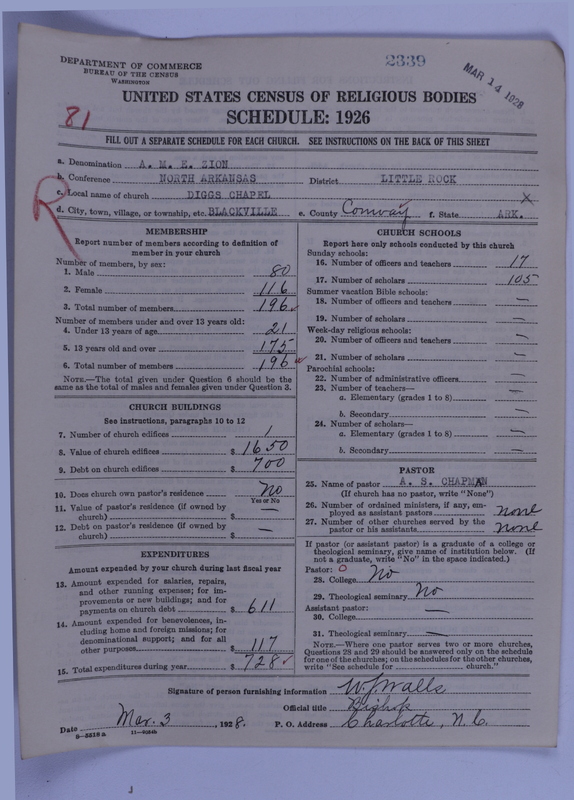 DEPARTMENT OF COMMERCE
BUREAU OF THE CENSUS
WASHINGTON
2339
MAR 14 1928
UNITED STATES CENSUS OF RELIGIOUS BODIES
SCHEDULE: 1926
81
FILL OUT A SEPARATE SCHEDULE FOR EACH CHURCH. SEE INSTRUCTIONS ON THE BACK OF THIS SHEET
R
a. Denomination A. M. E. ZION
b. Conference NORTH ARKANSAS District LITTLE ROCK
c. Local name of church DIGGS CHAPEL X
d. City, town, village, or township, etc. BLACKVILLE e. County Conway f. State ARK.
MEMBERSHIP
Report number of members according to definition of
member in your church
Number of members, by sex:
1. Male 80
2. Female 116
3. Total number of members 196
Number of members under and over 13 years old:
4. Under 13 years of age 21
5. 13 years old and over 175
6. Total number of members 196
NOTE.—The total given under Question 6 should be the
same as the total of males and females given under Question 3.
CHURCH BUILDINGS
See instructions, paragraphs 10 to 12
7. Number of church edifices 1
8. Value of church edifices $ 1650
9. Debt on church edifices $ 700
10. Does church own pastor's residence No
Yes or No
11. Value of pastor's residence (if owned by
church) $ —
12. Debt on pastor's residence (if owned by
church) $ —
EXPENDITURES
Amount expended by your church during last fiscal year
13. Amount expended for salaries, repairs,
and other running expenses; for im-
provements or new buildings; and for
payments on church debt $ 611
14. Amount expended for benevolences, in-
cluding home and foreign missions; for
denominational support; and for all
other purposes $ 117
15. Total expenditures during year $ 728
CHURCH SCHOOLS
Report here only schools conducted by this church
Sunday schools:
16. Number of officers and teachers 17
17. Number of scholars 105
Summer vacation Bible schools:
18. Number of officers and teachers —
19. Number of scholars —
Week-day religious schools:
20. Number of officers and teachers —
21. Number of scholars —
Parochial schools:
22. Number of administrative officers —
23. Number of teachers—
a. Elementary (grades 1 to 8) —
b. Secondary —
24. Number of scholars—
a. Elementary (grades 1 to 8) —
b. Secondary —
PASTOR
25. Name of pastor A. S. CHAPMAN
(If church has no pastor, write "None")
26. Number of ordained ministers, if any, em-
ployed as assistant pastors none
27. Number of other churches served by the
pastor or his assistants none
If pastor (or assistant pastor) is a graduate of a college or
theological seminary, give name of institution below. (If
not a graduate, write "No" in the space indicated.)
Pastor: O
28. College No
29. Theological seminary No
Assistant pastor:
30. College —
31. Theological seminary —
NOTE.—Where one pastor serves two or more churches,
Questions 28 and 29 should be answered only on the schedule
for one of the churches; on the schedules for the other churches,
write "See schedule for church."
Signature of person furnishing information W. J. Walls
Official title Bishop
Date Mar. 3, 1928. P. O. Address Charlotte, N. C.